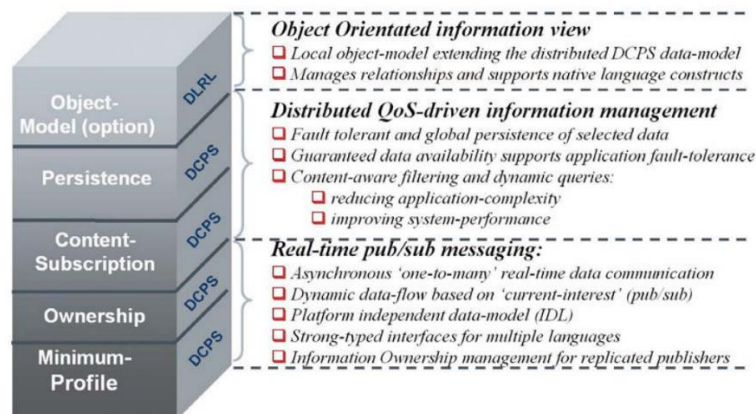 Object-
Model (option)
DLRL
Persistence
DCPS
Content-
Subscription
DCPS
Ownership
DCPS
Minimum-
Profile
DCPS
Object Orientated information view
Local object-model extending the distributed DCPS data-model
Manages relationships and supports native language constructs
Distributed QoS-driven information management
Fault tolerant and global persistence of selected data
Guaranteed data availability supports application fault-tolerance
Content-aware filtering and dynamic queries:
reducing application-complexity
improving system-performance
Real-time pub/sub messaging:
Asynchronous ‘one-to-many’ real-time data communication
Dynamic data-flow based on ‘current-interest’ (pub/sub)
Platform independent data-model (IDL)
Strong-typed interfaces for multiple languages
Information Ownership management for replicated publishers